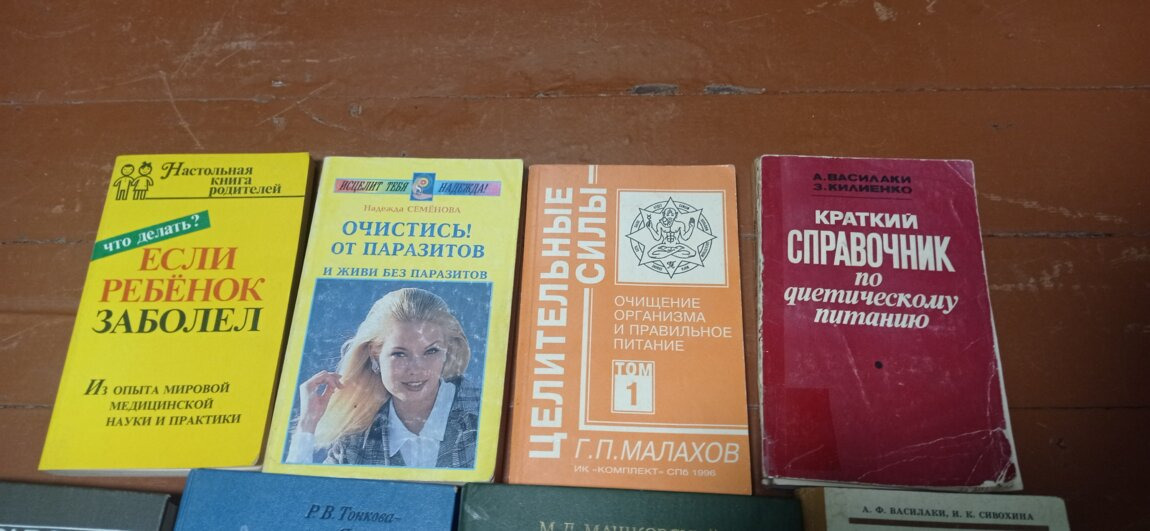 Настольная
книга
родителей
что делать?
ЕСЛИ
РЕБЁНОК
ЗАБОЛЕЛ
Из опыта мировой
медицинской
науки и практики
ИСЦЕЛИТ ТЕБЯ НАДЕЖДА!
Надежда СЕМЁНОВА
ОЧИСТИСЬ!
ОТ ПАРАЗИТОВ
И ЖИВИ БЕЗ ПАРАЗИТОВ
ЦЕЛИТЕЛЬНЫЕ
СИЛЫ
ОЧИЩЕНИЕ
ОРГАНИЗМА
И ПРАВИЛЬНОЕ
ПИТАНИЕ
ТОМ
1
Г.П.МАЛАХОВ
ИК «КОМПЛЕКТ» СПб 1996
А.ВАСИЛАКИ
З.КИЛИЕНКО
КРАТКИЙ
СПРАВОЧНИК
по
диетическому
питанию
Р.В. Тонкова-
А. Ф. ВАСИЛАКИ, И. К. СИВОХИНА